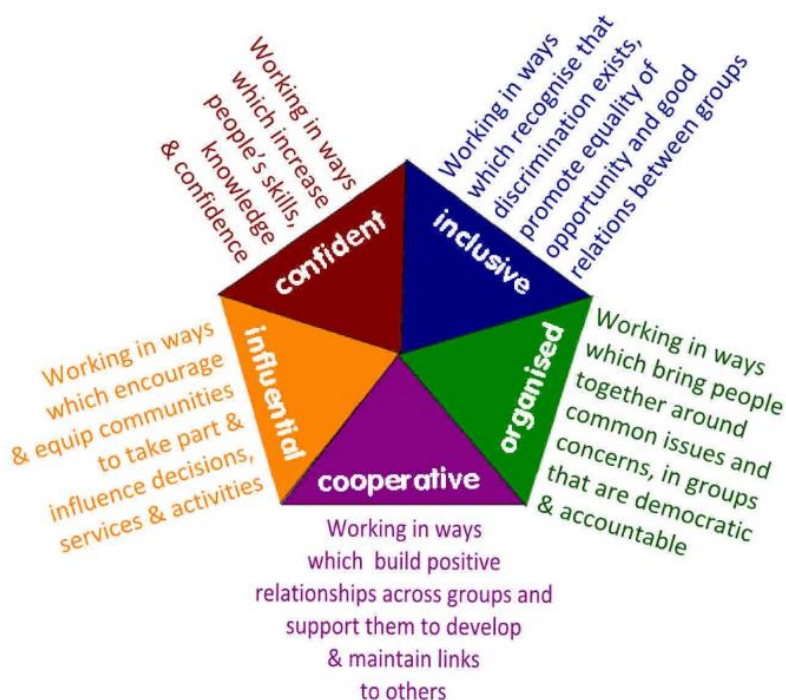 Working in ways
which increase
people's skills,
knowledge
& confidence
confident
Working in ways
which recognise that
discrimination exists,
promote equality of
opportunity and good
relations between groups
inclusive
Working in ways
which encourage
& equip communities
to take part &
influence decisions,
services & activities
influential
organised
Working in ways
which bring people
together around
common issues and
concerns, in groups
that are democratic
& accountable
cooperative
Working in ways
which build positive
relationships across groups and
support them to develop
& maintain links
to others